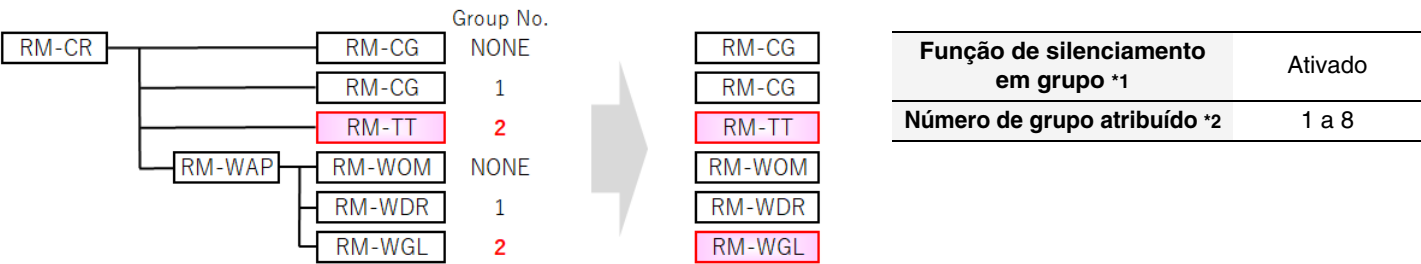 Group No.
RM-CR RM-CG NONE RM-CG
RM-CG 1 RM-CG
RM-TT 2 RM-TT
RM-WAP RM-WOM NONE RM-WOM
RM-WDR 1 RM-WDR
RM-WGL 2 RM-WGL
Função de silenciamento
em grupo *1 Ativado
Número de grupo atribuído *2 1 a 8